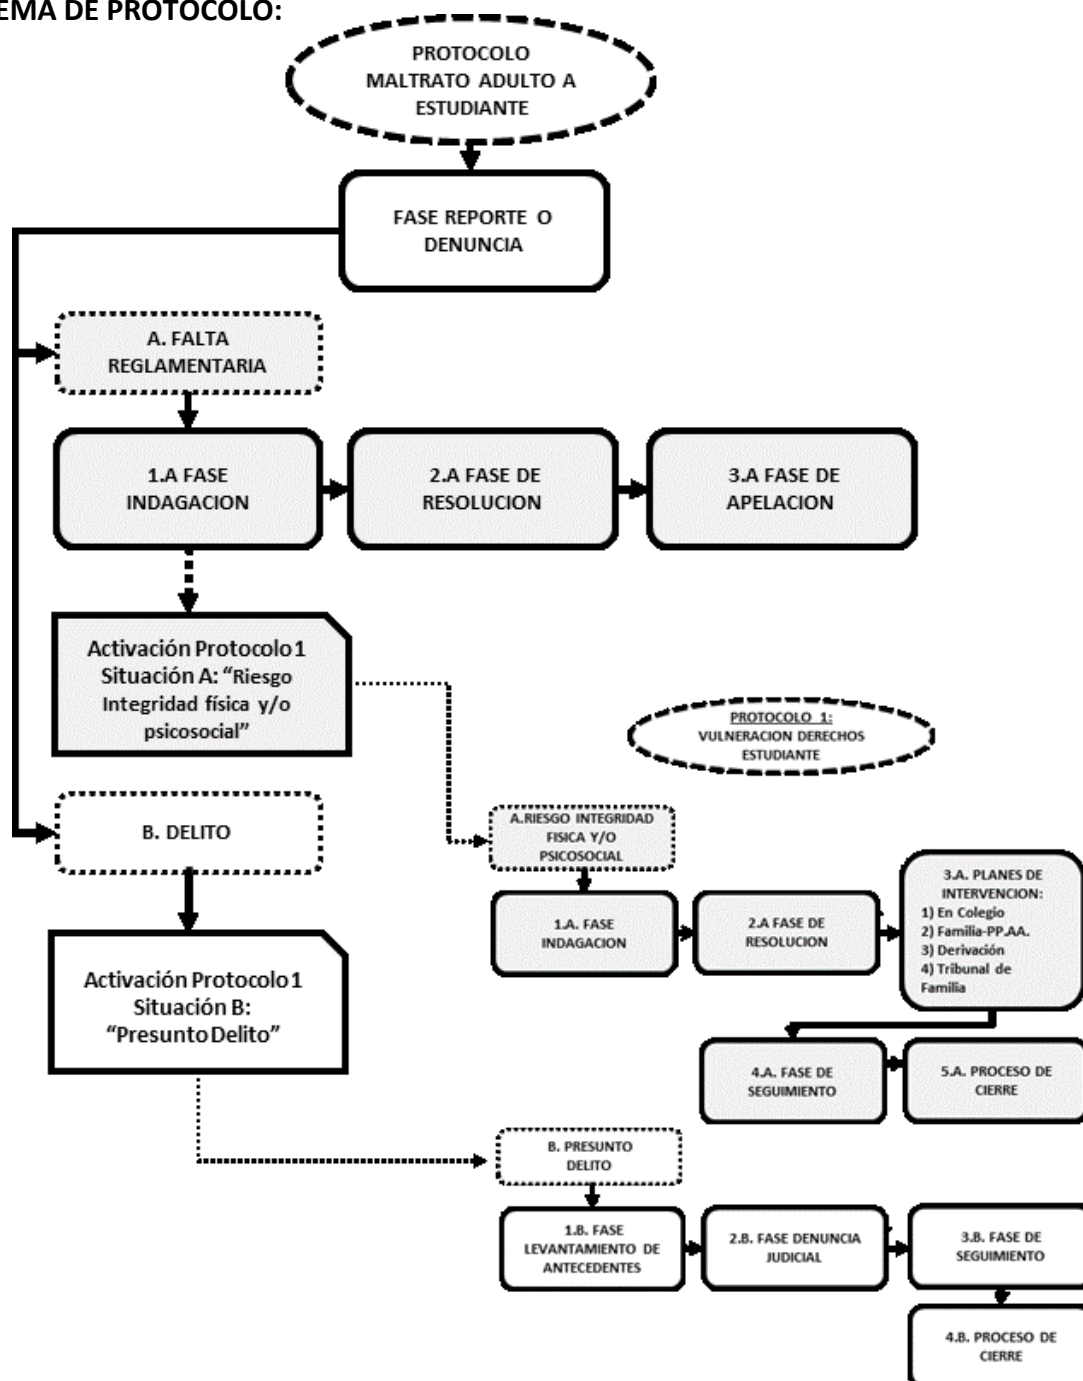 EMA DE PROTOCOLO:
PROTOCOLO
MALTRATO ADULTO A
ESTUDIANTE
FASE REPORTE O
DENUNCIA
A. FALTA
REGLAMENTARIA
1.A FASE
INDAGACION
2.A FASE DE
RESOLUCION
3.A FASE DE
APELACION
Activación Protocolo 1
Situación A: “Riesgo
Integridad física y/o
psicosocial”
PROTOCOLO 1:
VULNERACION DERECHOS
ESTUDIANTE
B. DELITO
A.RIESGO INTEGRIDAD
FISICA Y/O
PSICOSOCIAL
1.A. FASE
INDAGACION
2.A FASE DE
RESOLUCION
3.A. PLANES DE
INTERVENCION:
1) En Colegio
2) Familia-PP.AA.
3) Derivación
4) Tribunal de
Familia
Activación Protocolo 1
Situación B:
“Presunto Delito”
4.A. FASE DE
SEGUIMIENTO
5.A. PROCESO DE
CIERRE
B. PRESUNTO
DELITO
1.B. FASE
LEVANTAMIENTO DE
ANTECEDENTES
2.B. FASE DENUNCIA
JUDICIAL
3.B. FASE DE
SEGUIMIENTO
4.B. PROCESO DE
CIERRE